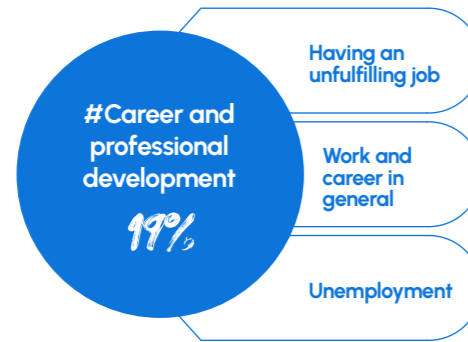 #Career and
professional
development
19%
Having an
unfulfilling job
Work and
career in
general
Unemployment